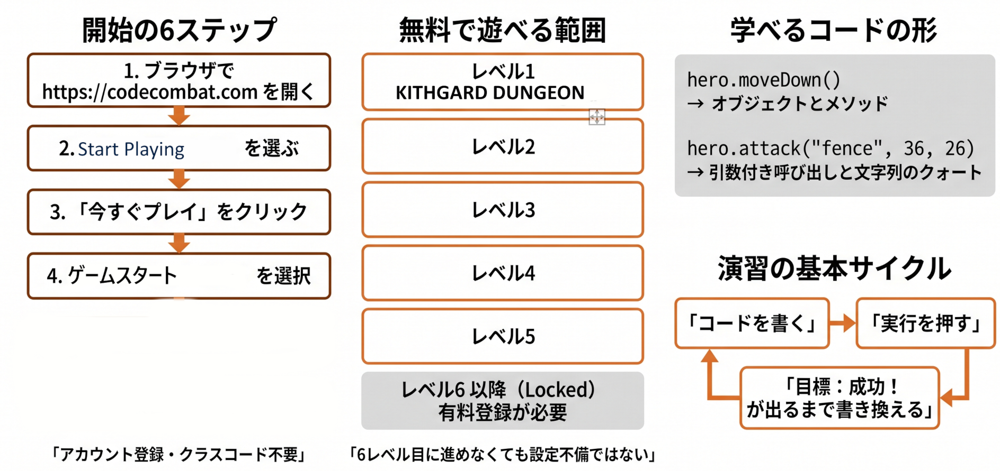 開始の6ステップ
1. ブラウザで
https://codecombat.com を開く
2. Start Playing を選ぶ
3. 「今すぐプレイ」をクリック
4. ゲームスタート を選択
「アカウント登録・クラスコード不要」
無料で遊べる範囲
レベル1
KITHGARD DUNGEON
レベル2
レベル3
レベル4
レベル5
レベル6 以降（Locked）
有料登録が必要
「6レベル目に進めなくても設定不備ではない」
学べるコードの形
hero.moveDown()
→ オブジェクトとメソッド
hero.attack("fence", 36, 26)
→ 引数付き呼び出しと文字列のクォート
演習の基本サイクル
「コードを書く」
「実行を押す」
「目標：成功！
が出るまで書き換える」